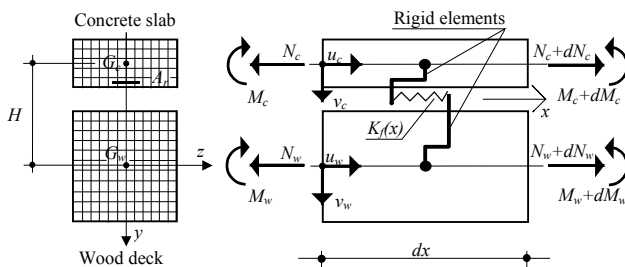 Concrete slab
Rigid elements
G_c
A_r
H
G_w
z
y
Wood deck
N_c
u_c
v_c
M_c
N_c+dN_c
M_c+dM_c
K_f(x)
x
N_w
u_w
v_w
M_w
N_w+dN_w
M_w+dM_w
dx